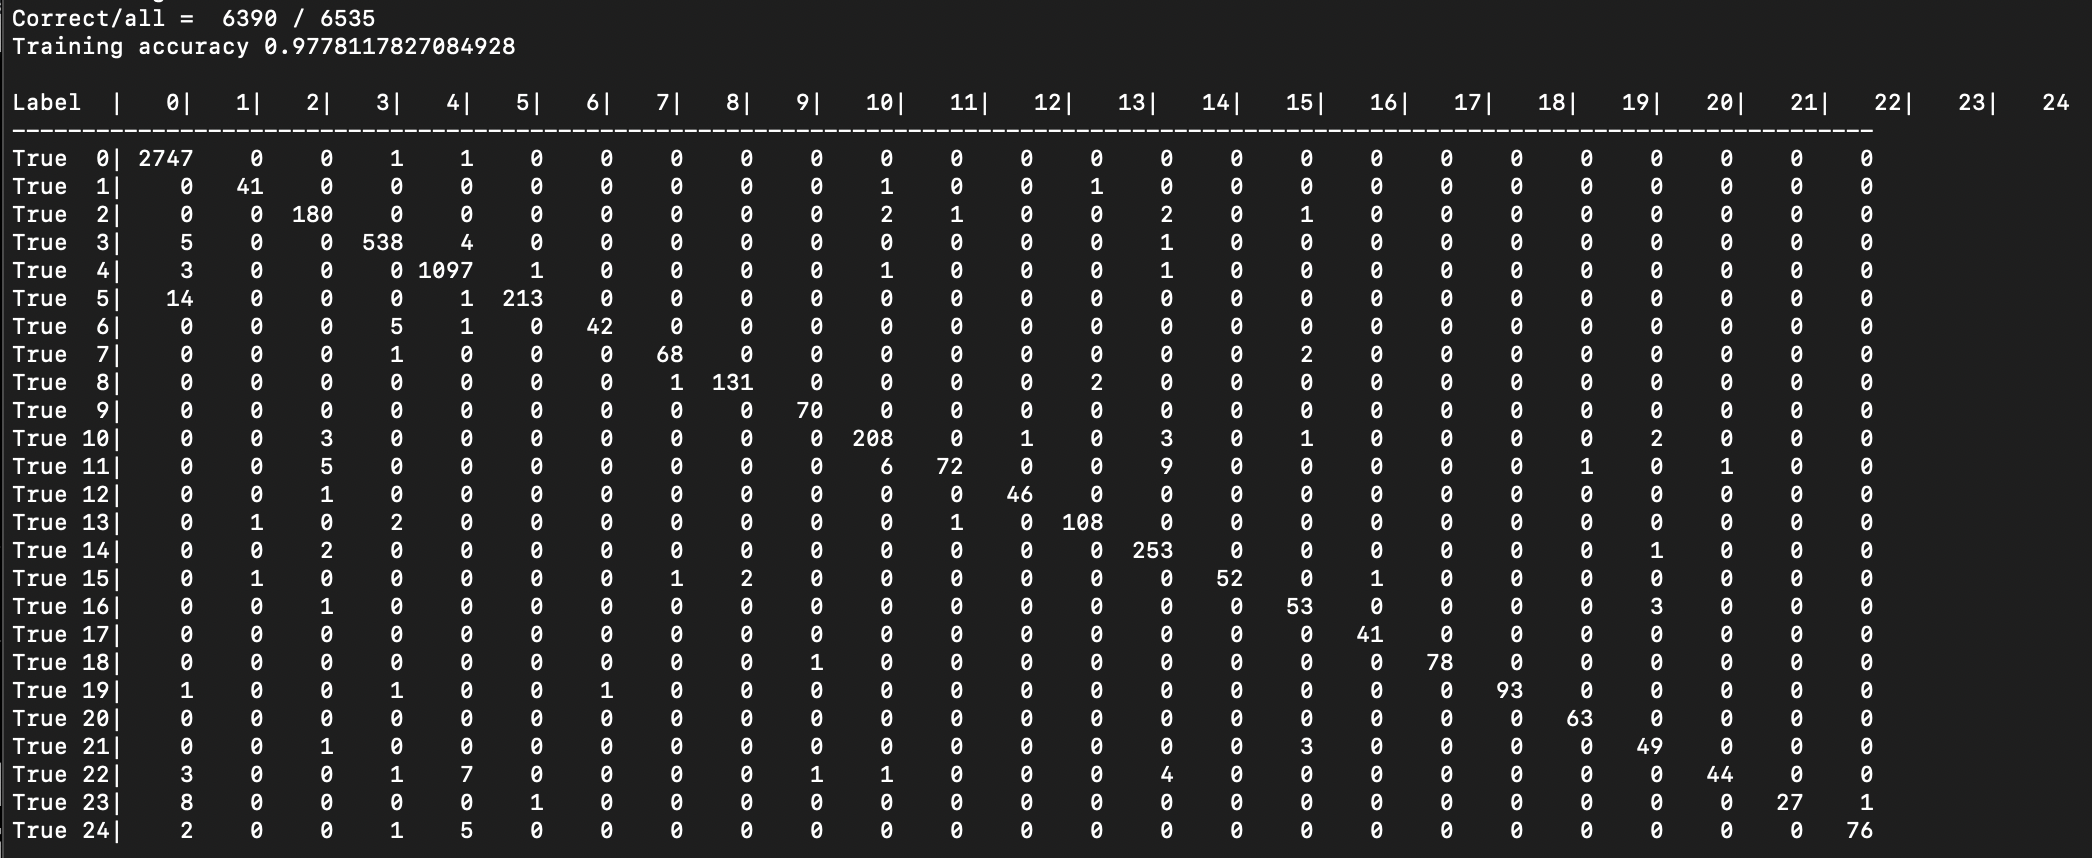 Correct/all =  6390 / 6535
Training accuracy 0.9778117827084928
Label  |   0|   1|   2|   3|   4|   5|   6|   7|   8|   9|   10|   11|   12|   13|   14|   15|   16|   17|   18|   19|   20|   21|   22|   23|   24
-------------------------------------------------------------------------------------------------------------------------------------
True  0| 2747    0    0    1    1    0    0    0    0    0    0    0    0    0    0    0    0    0    0    0    0    0    0    0    0
True  1|    0   41    0    0    0    0    0    0    0    0    1    0    0    1    0    0    0    0    0    0    0    0    0    0    0
True  2|    0    0  180    0    0    0    0    0    0    0    2    1    0    0    2    0    1    0    0    0    0    0    0    0    0
True  3|    5    0    0  538    4    0    0    0    0    0    0    0    0    0    1    0    0    0    0    0    0    0    0    0    0
True  4|    3    0    0    0 1097    1    0    0    0    0    1    0    0    0    1    0    0    0    0    0    0    0    0    0    0
True  5|   14    0    0    0    1  213    0    0    0    0    0    0    0    0    0    0    0    0    0    0    0    0    0    0    0
True  6|    0    0    0    5    1    0   42    0    0    0    0    0    0    0    0    0    0    0    0    0    0    0    0    0    0
True  7|    0    0    0    1    0    0    0   68    0    0    0    0    0    0    0    0    2    0    0    0    0    0    0    0    0
True  8|    0    0    0    0    0    0    0    1  131    0    0    0    0    2    0    0    0    0    0    0    0    0    0    0    0
True  9|    0    0    0    0    0    0    0    0    0   70    0    0    0    0    0    0    0    0    0    0    0    0    0    0    0
True 10|    0    0    3    0    0    0    0    0    0    0  208    0    1    0    3    0    1    0    0    0    0    2    0    0    0
True 11|    0    0    5    0    0    0    0    0    0    0    6   72    0    0    9    0    0    0    0    0    1    0    1    0    0
True 12|    0    0    1    0    0    0    0    0    0    0    0    0   46    0    0    0    0    0    0    0    0    0    0    0    0
True 13|    0    1    0    2    0    0    0    0    0    0    0    1    0  108    0    0    0    0    0    0    0    0    0    0    0
True 14|    0    0    2    0    0    0    0    0    0    0    0    0    0    0  253    0    0    0    0    0    0    1    0    0    0
True 15|    0    1    0    0    0    0    0    1    2    0    0    0    0    0    0   52    0    1    0    0    0    0    0    0    0
True 16|    0    0    1    0    0    0    0    0    0    0    0    0    0    0    0    0   53    0    0    0    0    3    0    0    0
True 17|    0    0    0    0    0    0    0    0    0    0    0    0    0    0    0    0    0   41    0    0    0    0    0    0    0
True 18|    0    0    0    0    0    0    0    0    0    1    0    0    0    0    0    0    0    0   78    0    0    0    0    0    0
True 19|    1    0    0    1    0    0    1    0    0    0    0    0    0    0    0    0    0    0    0   93    0    0    0    0    0
True 20|    0    0    0    0    0    0    0    0    0    0    0    0    0    0    0    0    0    0    0    0   63    0    0    0    0
True 21|    0    0    1    0    0    0    0    0    0    0    0    0    0    0    0    0    3    0    0    0    0   49    0    0    0
True 22|    3    0    0    1    7    0    0    0    0    1    1    0    0    0    4    0    0    0    0    0    0    0   44    0    0
True 23|    8    0    0    0    0    1    0    0    0    0    0    0    0    0    0    0    0    0    0    0    0    0    0   27    1
True 24|    2    0    0    1    5    0    0    0    0    0    0    0    0    0    0    0    0    0    0    0    0    0    0    0   76